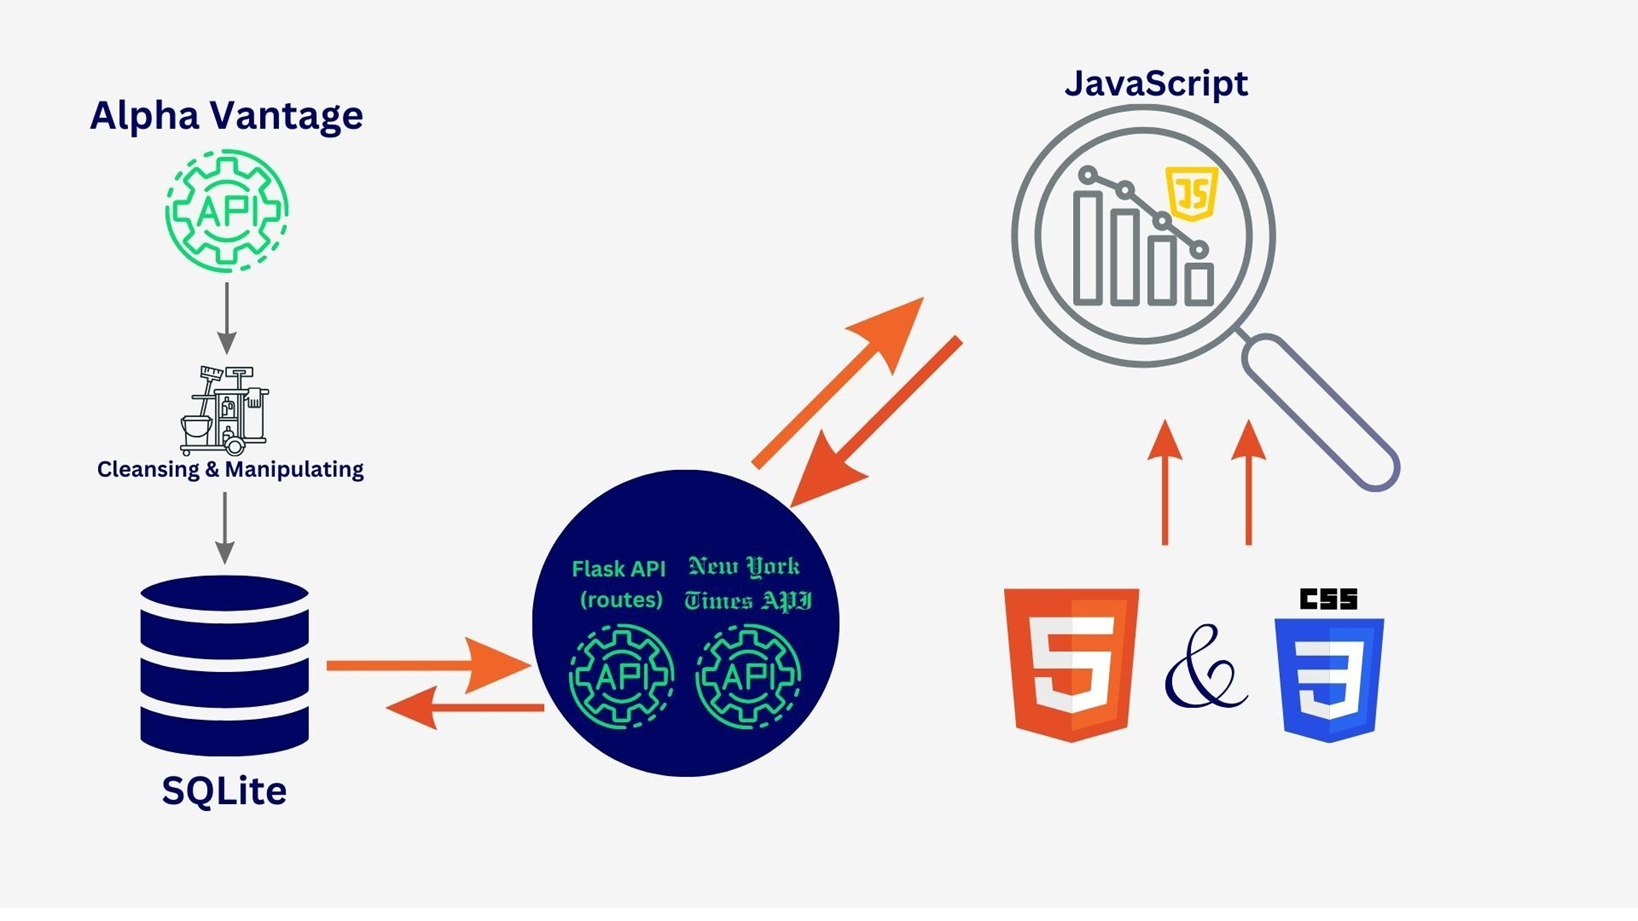 Alpha Vantage
API
Cleansing & Manipulating
SQLite
Flask API
(routes)
API
New York
Times API
API
JavaScript
JS
5
&
CSS
3